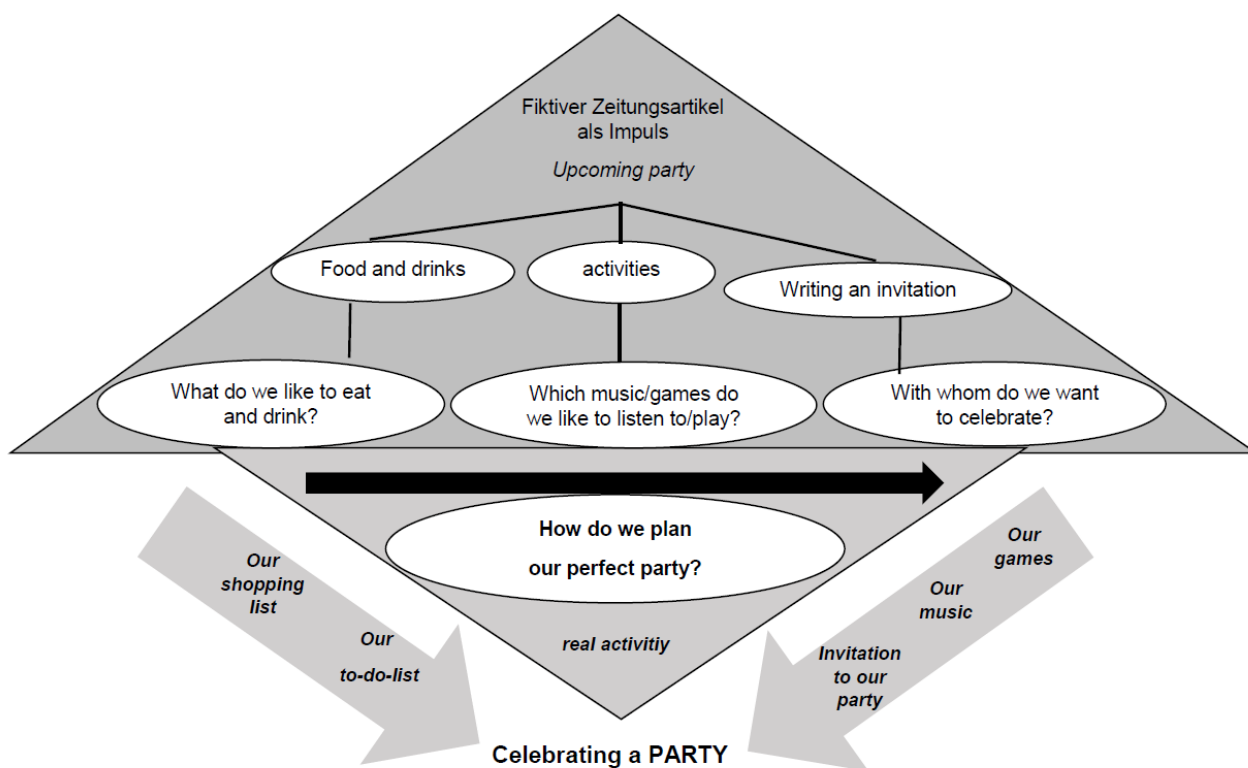 Fiktiver Zeitungsartikel
als Impuls
Upcoming party
Food and drinks
activities
Writing an invitation
What do we like to eat
and drink?
Which music/games do
we like to listen to/play?
With whom do we want
to celebrate?
How do we plan
our perfect party?
real activitiy
Our
shopping
list
Our
to-do-list
Our
games
Our
music
Invitation
to our
party
Celebrating a PARTY